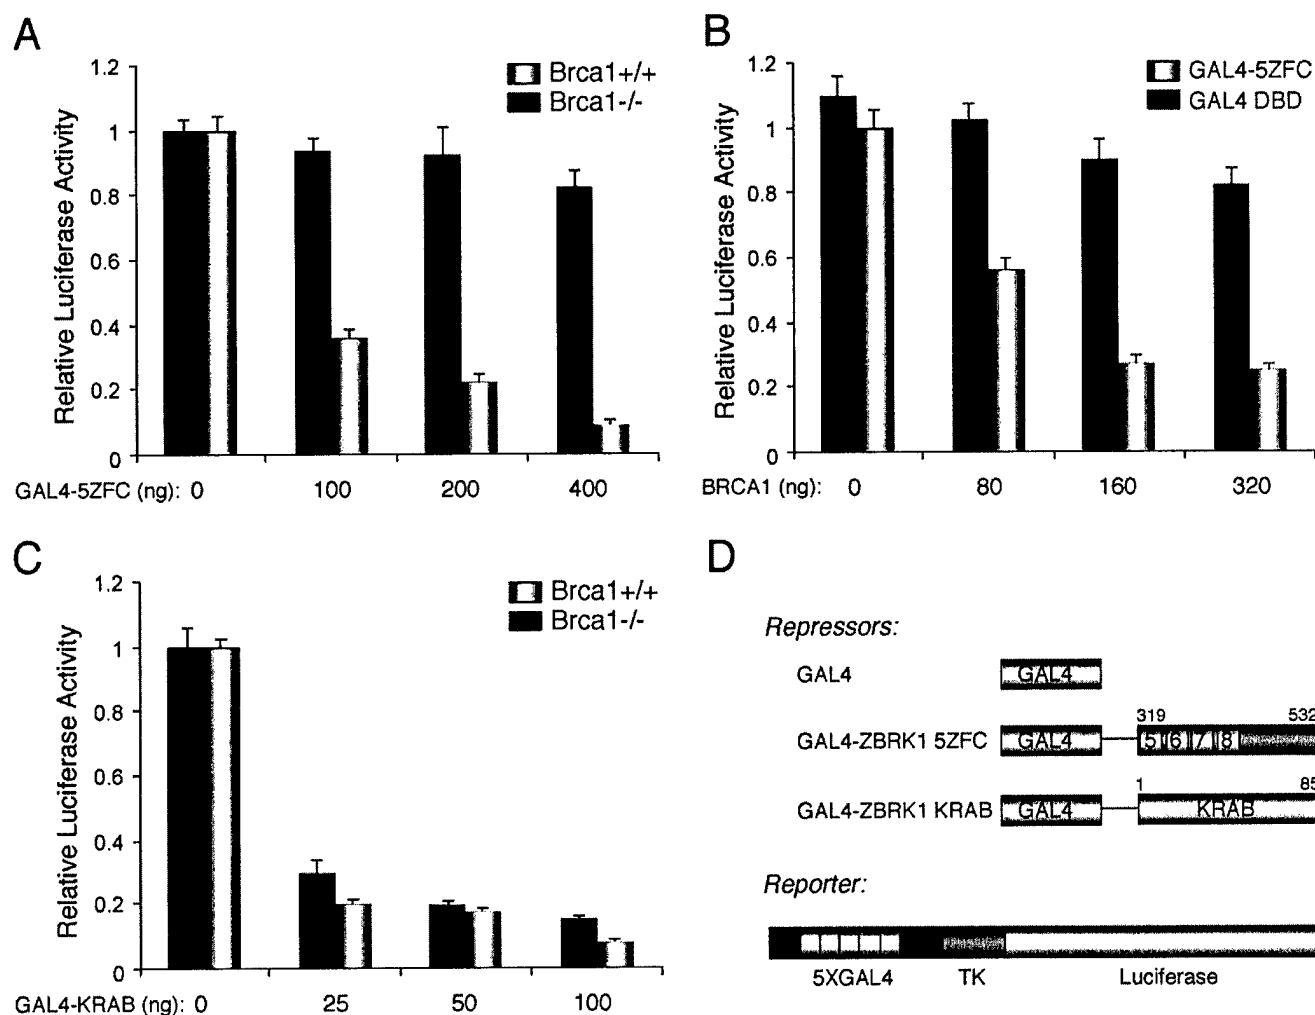 A
Brca1+/+
Brca1-/-
Relative Luciferase Activity
1.2
1
0.8
0.6
0.4
0.2
0
GAL4-5ZFC (ng): 0 100 200 400
B
GAL4-5ZFC
GAL4 DBD
Relative Luciferase Activity
1.2
1
0.8
0.6
0.4
0.2
0
BRCA1 (ng): 0 80 160 320
C
Brca1+/+
Brca1-/-
Relative Luciferase Activity
1.2
1
0.8
0.6
0.4
0.2
0
GAL4-KRAB (ng): 0 25 50 100
D
Repressors:
GAL4 GAL4
319 532
GAL4-ZBRK1 5ZFC GAL4 5 6 7 8
1 85
GAL4-ZBRK1 KRAB GAL4 KRAB
Reporter:
5XGAL4 TK Luciferase